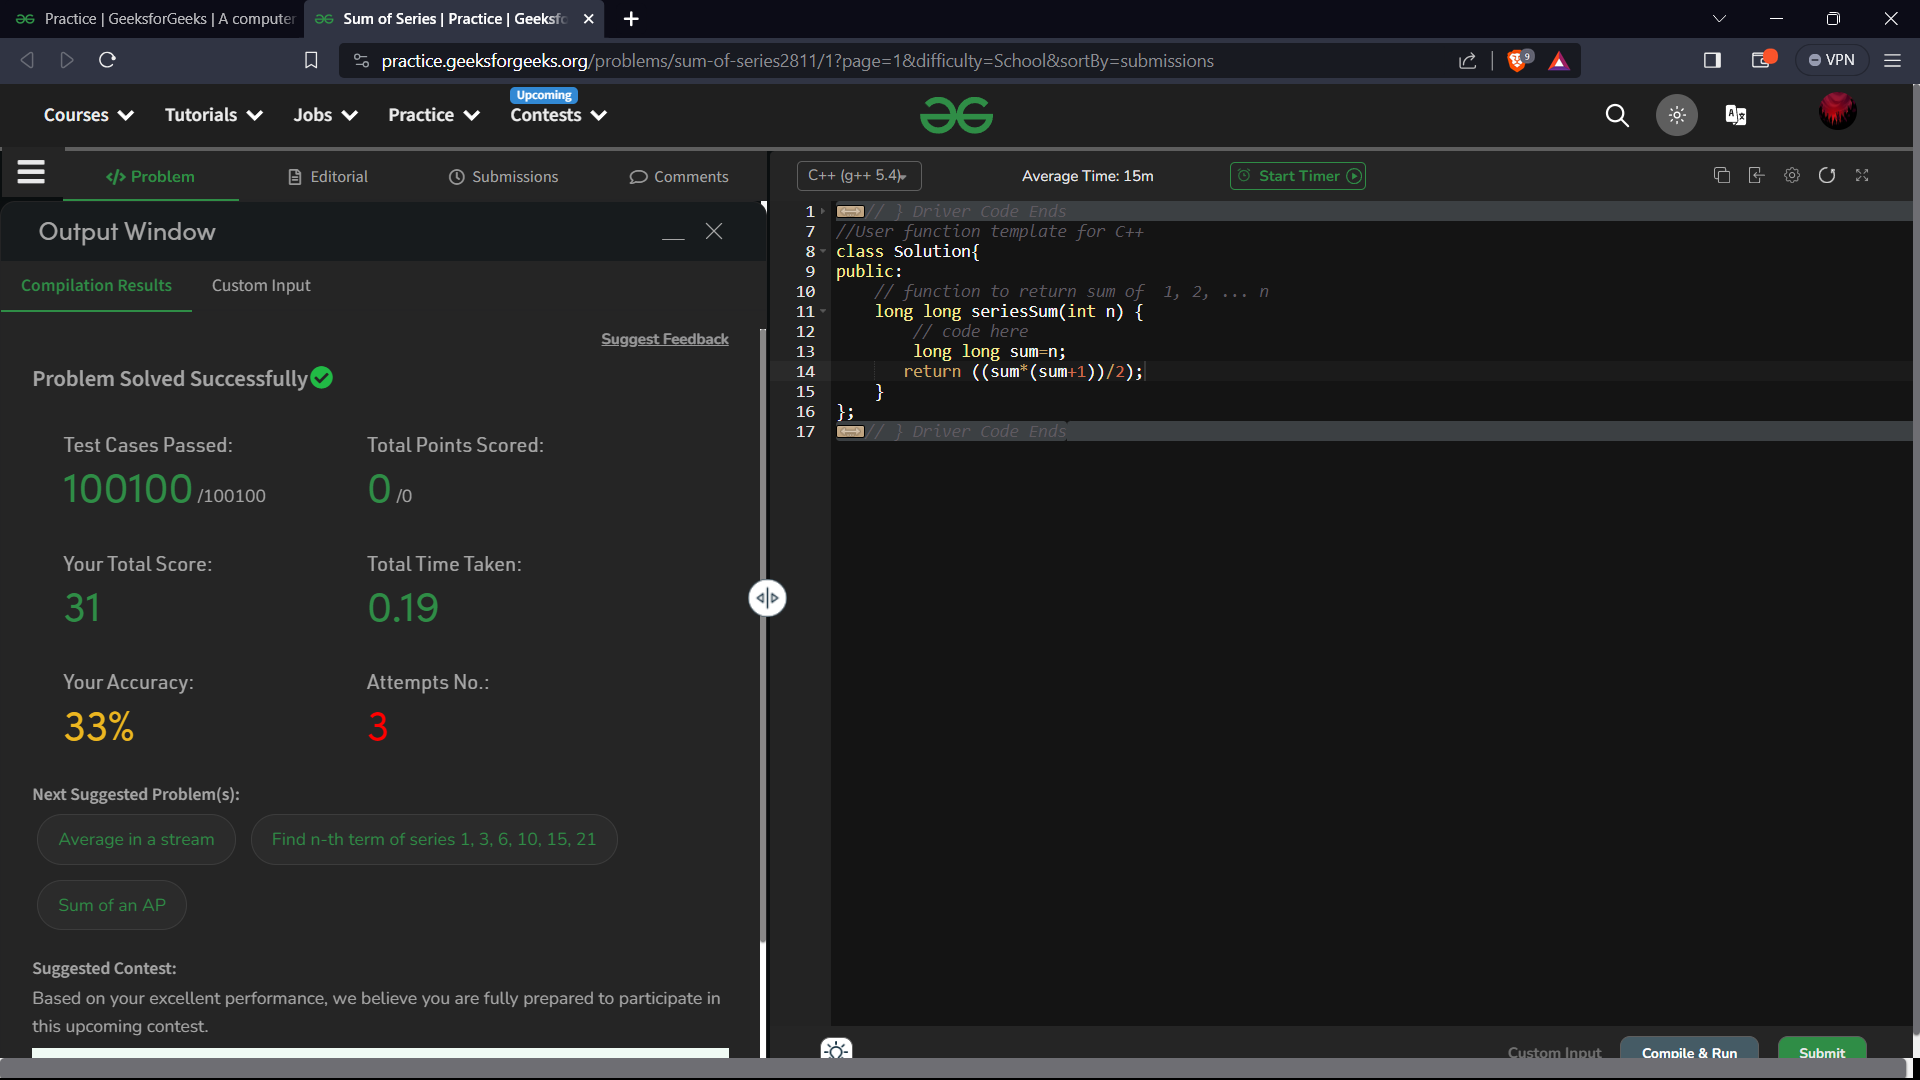 Practice | GeeksforGeeks | A computer
Sum of Series | Practice | Geeksfo
practice.geeksforgeeks.org/problems/sum-of-series2811/1?page=1&difficulty=School&sortBy=submissions
9
VPN
Courses
Tutorials
Jobs
Practice
Upcoming
Contests
</> Problem
Editorial
Submissions
Comments
C++ (g++ 5.4)
Average Time: 15m
Start Timer
Output Window
Compilation Results
Custom Input
Suggest Feedback
Problem Solved Successfully
Test Cases Passed:
100100 /100100
Total Points Scored:
0 /0
Your Total Score:
31
Total Time Taken:
0.19
Your Accuracy:
33%
Attempts No.:
3
Next Suggested Problem(s):
Average in a stream
Find n-th term of series 1, 3, 6, 10, 15, 21
Sum of an AP
Suggested Contest:
Based on your excellent performance, we believe you are fully prepared to participate in
this upcoming contest.
1 // } Driver Code Ends
7 //User function template for C++
8 class Solution{
9 public:
10 // function to return sum of  1, 2, ... n
11 long long seriesSum(int n) {
12 // code here
13 long long sum=n;
14 return ((sum*(sum+1))/2);
15 }
16 };
17 // } Driver Code Ends
Custom Input
Compile & Run
Submit